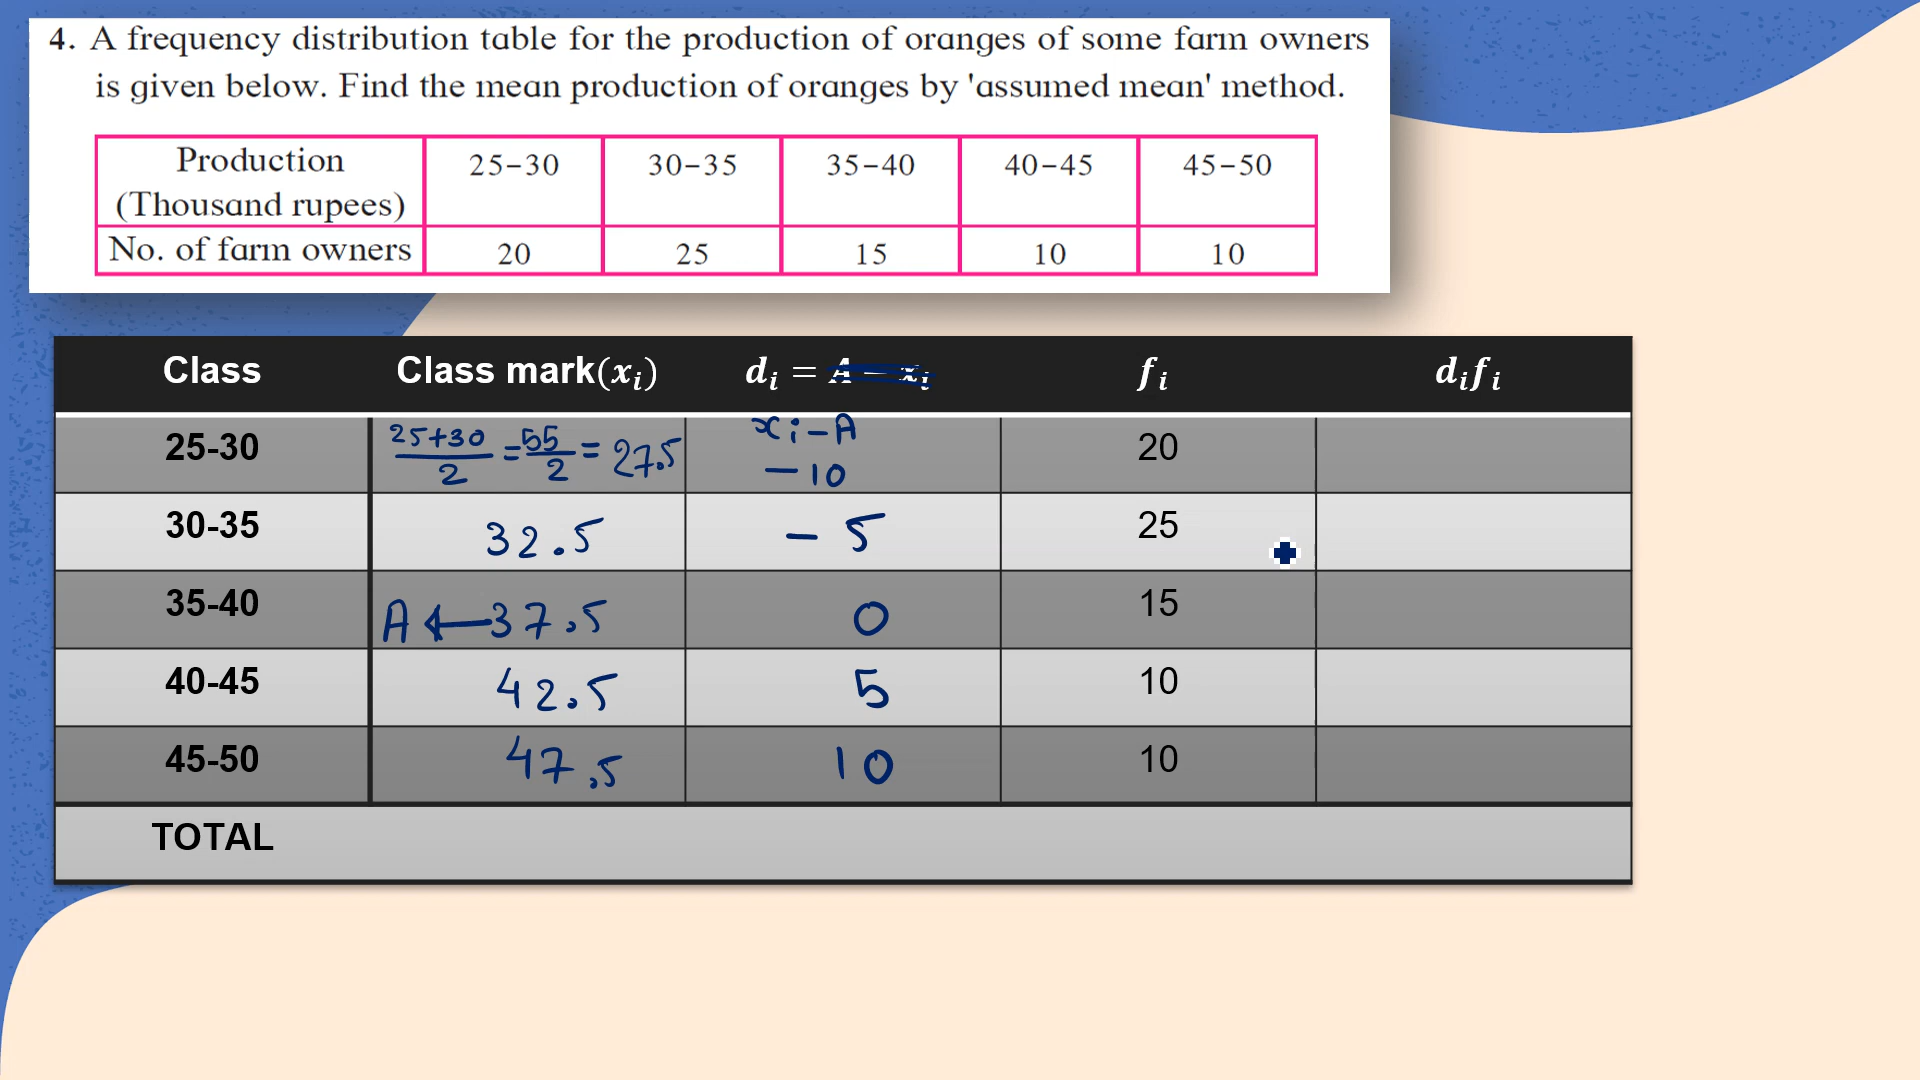 4. A frequency distribution table for the production of oranges of some farm owners
is given below. Find the mean production of oranges by 'assumed mean' method.
Production (Thousand rupees) 25-30 30-35 35-40 40-45 45-50
No. of farm owners 20 25 15 10 10
Class Class mark(xᵢ) dᵢ = A − xᵢ fᵢ dᵢfᵢ
xi-A
25-30 25+30/2 = 55/2 = 27.5 -10 20
30-35 32.5 -5 25
35-40 A ← 37.5 0 15
40-45 42.5 5 10
45-50 47.5 10 10
TOTAL